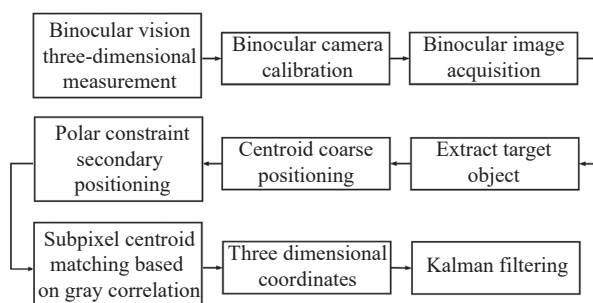 Binocular vision
three-dimensional
measurement
Binocular camera
calibration
Binocular image
acquisition
Extract target
object
Centroid coarse
positioning
Polar constraint
secondary
positioning
Subpixel centroid
matching based
on gray correlation
Three dimensional
coordinates
Kalman filtering